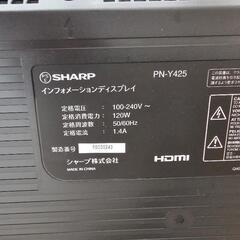 SHARP
PN-Y425
インフォメーションディスプレイ
定格電圧： 100-240V ～
定格消費電力： 120W
定格周波数： 50/60Hz
定格電流： 1.4A
製造番号
シャープ株式会社
MADE IN CHINA
HDMI